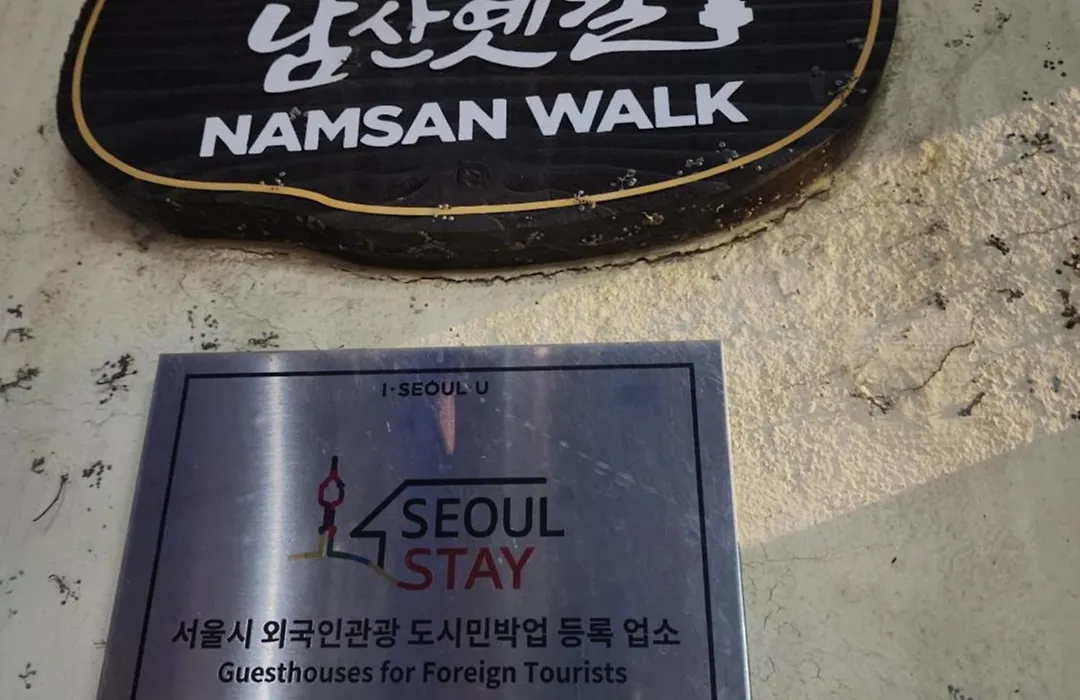 남산옛길
NAMSAN WALK
I·SEOUL·U
SEOUL
STAY
서울시 외국인관광 도시민박업 등록 업소
Guesthouses for Foreign Tourists